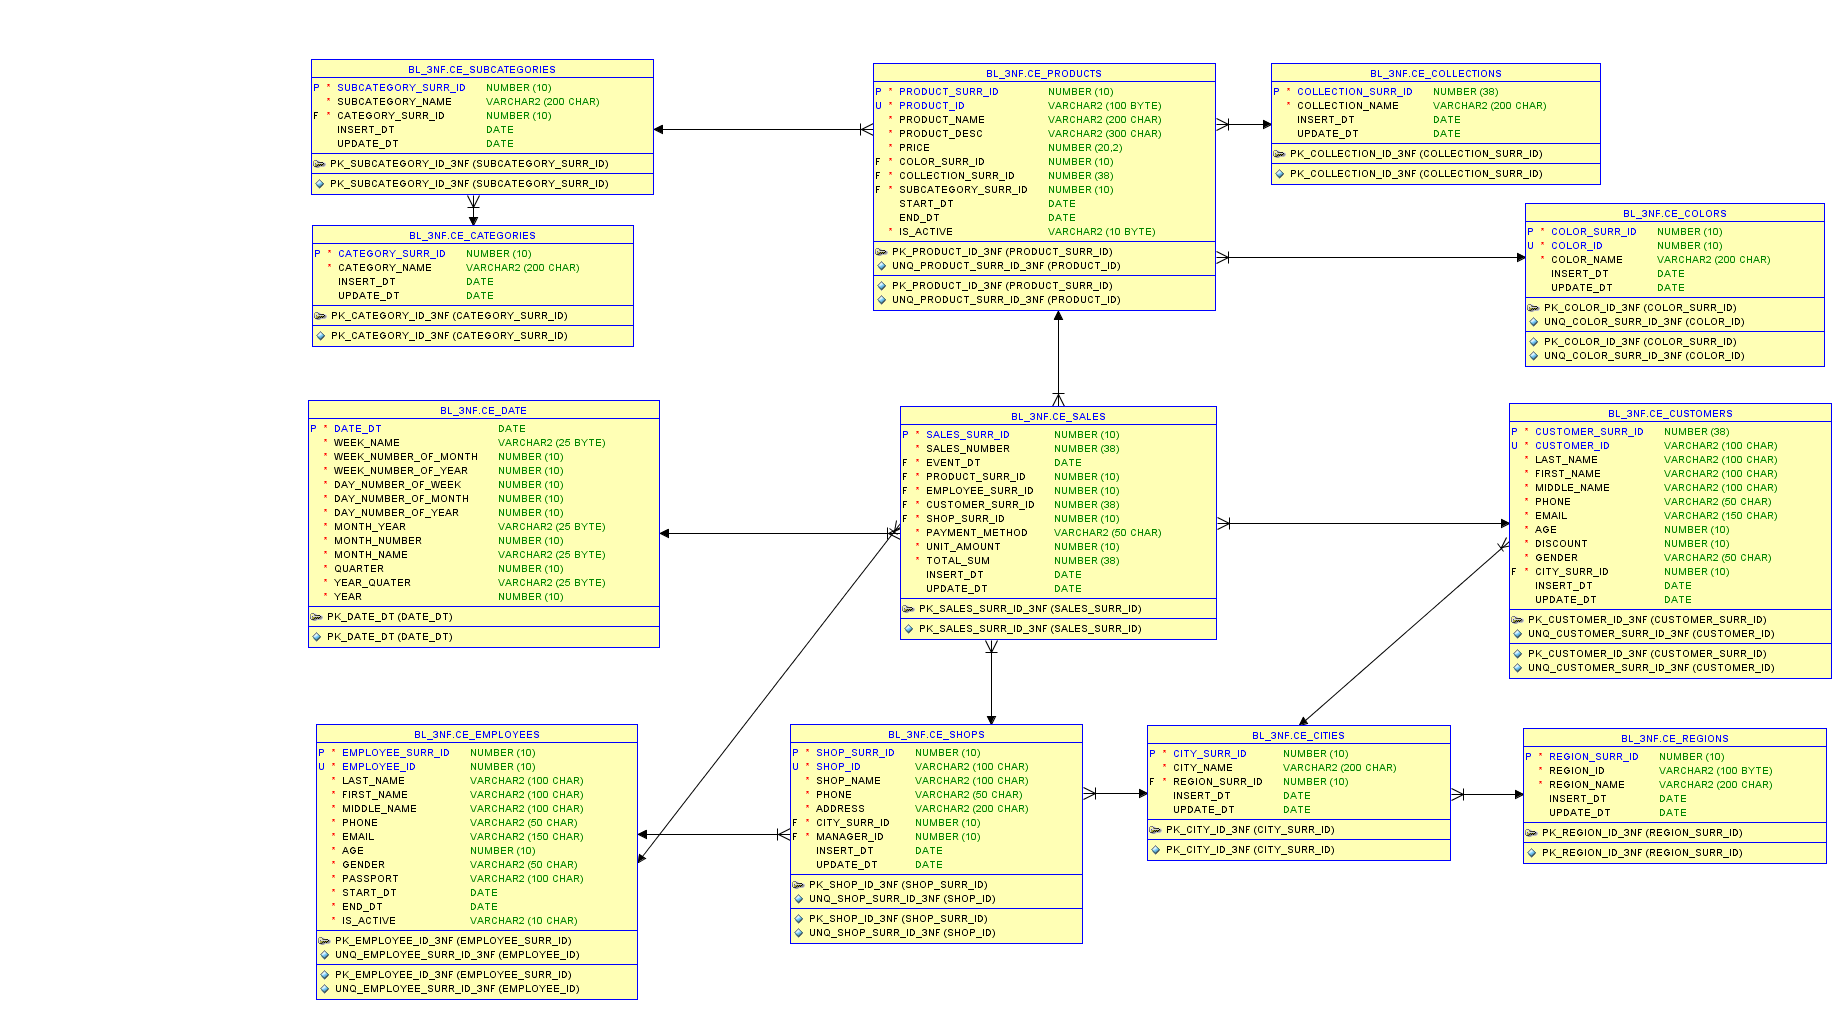 BL_3NF.CE_SUBCATEGORIES
P * SUBCATEGORY_SURR_ID NUMBER (10)
* SUBCATEGORY_NAME VARCHAR2 (200 CHAR)
F * CATEGORY_SURR_ID NUMBER (10)
INSERT_DT DATE
UPDATE_DT DATE
PK_SUBCATEGORY_ID_3NF (SUBCATEGORY_SURR_ID)
PK_SUBCATEGORY_ID_3NF (SUBCATEGORY_SURR_ID)
BL_3NF.CE_PRODUCTS
P * PRODUCT_SURR_ID NUMBER (10)
U * PRODUCT_ID VARCHAR2 (100 BYTE)
* PRODUCT_NAME VARCHAR2 (200 CHAR)
* PRODUCT_DESC VARCHAR2 (300 CHAR)
* PRICE NUMBER (20,2)
F * COLOR_SURR_ID NUMBER (10)
F * COLLECTION_SURR_ID NUMBER (38)
F * SUBCATEGORY_SURR_ID NUMBER (10)
START_DT DATE
END_DT DATE
* IS_ACTIVE VARCHAR2 (10 BYTE)
PK_PRODUCT_ID_3NF (PRODUCT_SURR_ID)
UNQ_PRODUCT_SURR_ID_3NF (PRODUCT_ID)
PK_PRODUCT_ID_3NF (PRODUCT_SURR_ID)
UNQ_PRODUCT_SURR_ID_3NF (PRODUCT_ID)
BL_3NF.CE_COLLECTIONS
P * COLLECTION_SURR_ID NUMBER (38)
* COLLECTION_NAME VARCHAR2 (200 CHAR)
INSERT_DT DATE
UPDATE_DT DATE
PK_COLLECTION_ID_3NF (COLLECTION_SURR_ID)
PK_COLLECTION_ID_3NF (COLLECTION_SURR_ID)
BL_3NF.CE_CATEGORIES
P * CATEGORY_SURR_ID NUMBER (10)
* CATEGORY_NAME VARCHAR2 (200 CHAR)
INSERT_DT DATE
UPDATE_DT DATE
PK_CATEGORY_ID_3NF (CATEGORY_SURR_ID)
PK_CATEGORY_ID_3NF (CATEGORY_SURR_ID)
BL_3NF.CE_COLORS
P * COLOR_SURR_ID NUMBER (10)
U * COLOR_ID NUMBER (10)
* COLOR_NAME VARCHAR2 (200 CHAR)
INSERT_DT DATE
UPDATE_DT DATE
PK_COLOR_ID_3NF (COLOR_SURR_ID)
UNQ_COLOR_SURR_ID_3NF (COLOR_ID)
PK_COLOR_ID_3NF (COLOR_SURR_ID)
UNQ_COLOR_SURR_ID_3NF (COLOR_ID)
BL_3NF.CE_DATE
P * DATE_DT DATE
* WEEK_NAME VARCHAR2 (25 BYTE)
* WEEK_NUMBER_OF_MONTH NUMBER (10)
* WEEK_NUMBER_OF_YEAR NUMBER (10)
* DAY_NUMBER_OF_WEEK NUMBER (10)
* DAY_NUMBER_OF_MONTH NUMBER (10)
* DAY_NUMBER_OF_YEAR NUMBER (10)
* MONTH_YEAR VARCHAR2 (25 BYTE)
* MONTH_NUMBER NUMBER (10)
* MONTH_NAME VARCHAR2 (25 BYTE)
* QUARTER NUMBER (10)
* YEAR_QUATER VARCHAR2 (25 BYTE)
* YEAR NUMBER (10)
PK_DATE_DT (DATE_DT)
PK_DATE_DT (DATE_DT)
BL_3NF.CE_SALES
P * SALES_SURR_ID NUMBER (10)
* SALES_NUMBER NUMBER (38)
F * EVENT_DT DATE
F * PRODUCT_SURR_ID NUMBER (10)
F * EMPLOYEE_SURR_ID NUMBER (10)
F * CUSTOMER_SURR_ID NUMBER (38)
F * SHOP_SURR_ID NUMBER (10)
* PAYMENT_METHOD VARCHAR2 (50 CHAR)
* UNIT_AMOUNT NUMBER (10)
* TOTAL_SUM NUMBER (38)
INSERT_DT DATE
UPDATE_DT DATE
PK_SALES_SURR_ID_3NF (SALES_SURR_ID)
PK_SALES_SURR_ID_3NF (SALES_SURR_ID)
BL_3NF.CE_CUSTOMERS
P * CUSTOMER_SURR_ID NUMBER (38)
U * CUSTOMER_ID VARCHAR2 (100 CHAR)
* LAST_NAME VARCHAR2 (100 CHAR)
* FIRST_NAME VARCHAR2 (100 CHAR)
* MIDDLE_NAME VARCHAR2 (100 CHAR)
* PHONE VARCHAR2 (50 CHAR)
* EMAIL VARCHAR2 (150 CHAR)
* AGE NUMBER (10)
* DISCOUNT NUMBER (10)
* GENDER VARCHAR2 (50 CHAR)
F * CITY_SURR_ID NUMBER (10)
INSERT_DT DATE
UPDATE_DT DATE
PK_CUSTOMER_ID_3NF (CUSTOMER_SURR_ID)
UNQ_CUSTOMER_SURR_ID_3NF (CUSTOMER_ID)
PK_CUSTOMER_ID_3NF (CUSTOMER_SURR_ID)
UNQ_CUSTOMER_SURR_ID_3NF (CUSTOMER_ID)
BL_3NF.CE_EMPLOYEES
P * EMPLOYEE_SURR_ID NUMBER (10)
U * EMPLOYEE_ID NUMBER (10)
* LAST_NAME VARCHAR2 (100 CHAR)
* FIRST_NAME VARCHAR2 (100 CHAR)
* MIDDLE_NAME VARCHAR2 (100 CHAR)
* PHONE VARCHAR2 (50 CHAR)
* EMAIL VARCHAR2 (150 CHAR)
* AGE NUMBER (10)
* GENDER VARCHAR2 (50 CHAR)
* PASSPORT VARCHAR2 (100 CHAR)
* START_DT DATE
* END_DT DATE
* IS_ACTIVE VARCHAR2 (10 CHAR)
PK_EMPLOYEE_ID_3NF (EMPLOYEE_SURR_ID)
UNQ_EMPLOYEE_SURR_ID_3NF (EMPLOYEE_ID)
PK_EMPLOYEE_ID_3NF (EMPLOYEE_SURR_ID)
UNQ_EMPLOYEE_SURR_ID_3NF (EMPLOYEE_ID)
BL_3NF.CE_SHOPS
P * SHOP_SURR_ID NUMBER (10)
U * SHOP_ID VARCHAR2 (100 CHAR)
* SHOP_NAME VARCHAR2 (100 CHAR)
* PHONE VARCHAR2 (50 CHAR)
* ADDRESS VARCHAR2 (200 CHAR)
F * CITY_SURR_ID NUMBER (10)
F * MANAGER_ID NUMBER (10)
INSERT_DT DATE
UPDATE_DT DATE
PK_SHOP_ID_3NF (SHOP_SURR_ID)
UNQ_SHOP_SURR_ID_3NF (SHOP_ID)
PK_SHOP_ID_3NF (SHOP_SURR_ID)
UNQ_SHOP_SURR_ID_3NF (SHOP_ID)
BL_3NF.CE_CITIES
P * CITY_SURR_ID NUMBER (10)
* CITY_NAME VARCHAR2 (200 CHAR)
F * REGION_SURR_ID NUMBER (10)
INSERT_DT DATE
UPDATE_DT DATE
PK_CITY_ID_3NF (CITY_SURR_ID)
PK_CITY_ID_3NF (CITY_SURR_ID)
BL_3NF.CE_REGIONS
P * REGION_SURR_ID NUMBER (10)
* REGION_ID VARCHAR2 (100 BYTE)
* REGION_NAME VARCHAR2 (200 CHAR)
INSERT_DT DATE
UPDATE_DT DATE
PK_REGION_ID_3NF (REGION_SURR_ID)
PK_REGION_ID_3NF (REGION_SURR_ID)